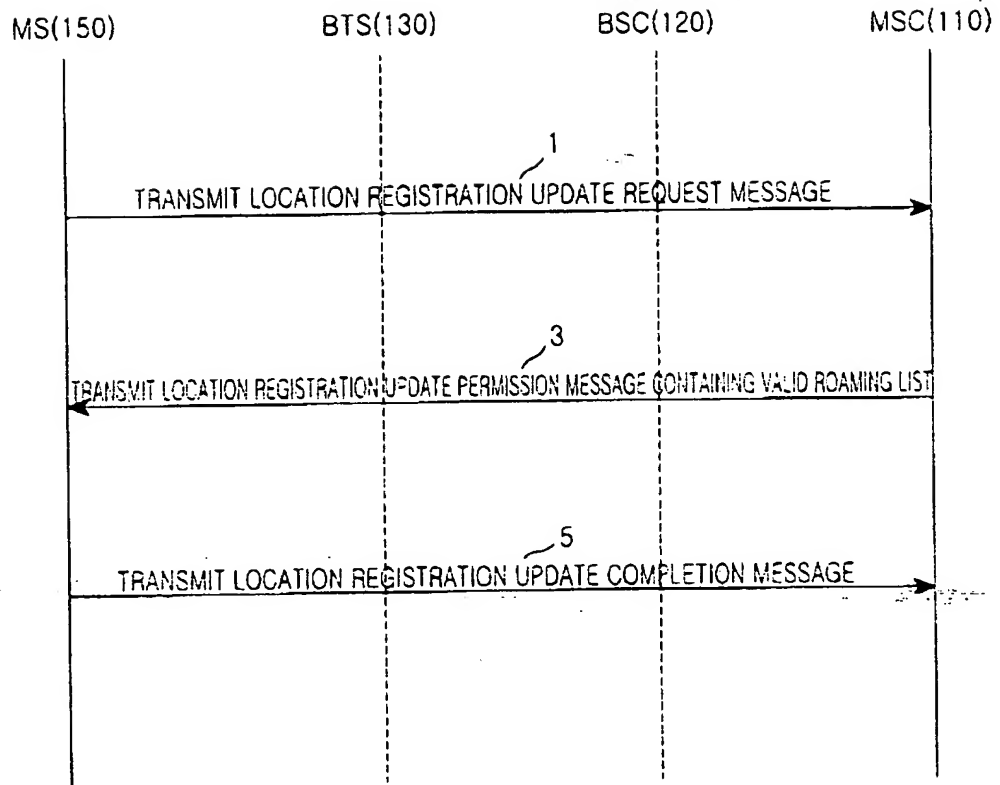 MS(150) BTS(130) BSC(120) MSC(110)
1
TRANSMIT LOCATION REGISTRATION UPDATE REQUEST MESSAGE
3
TRANSMIT LOCATION REGISTRATION UPDATE PERMISSION MESSAGE CONTAINING VALID ROAMING LIST
5
TRANSMIT LOCATION REGISTRATION UPDATE COMPLETION MESSAGE